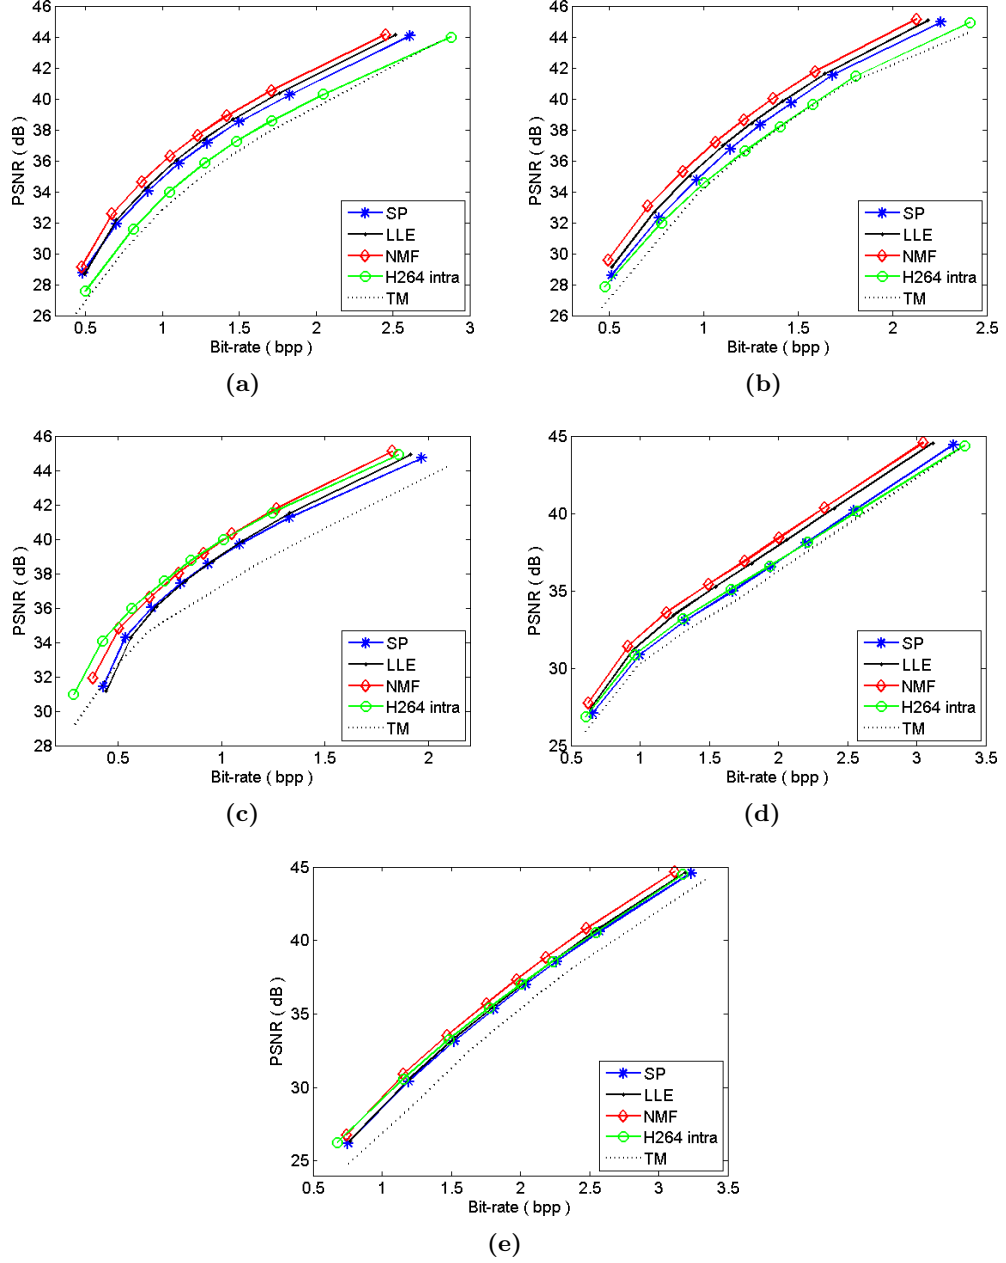 46
44
42
40
38
36
34
32
30
28
26
PSNR ( dB )
0.5
1
1.5
2
2.5
3
Bit-rate ( bpp )
SP
LLE
NMF
H264 intra
TM
(a)
46
44
42
40
38
36
34
32
30
28
26
PSNR ( dB )
0.5
1
1.5
2
2.5
Bit-rate ( bpp )
SP
LLE
NMF
H264 intra
TM
(b)
46
44
42
40
38
36
34
32
30
28
PSNR ( dB )
0.5
1
1.5
2
Bit-rate ( bpp )
SP
LLE
NMF
H264 intra
TM
(c)
45
40
35
30
25
PSNR ( dB )
0.5
1
1.5
2
2.5
3
3.5
Bit-rate ( bpp )
SP
LLE
NMF
H264 intra
TM
(d)
45
40
35
30
25
PSNR ( dB )
0.5
1
1.5
2
2.5
3
3.5
Bit-rate ( bpp )
SP
LLE
NMF
H264 intra
TM
(e)